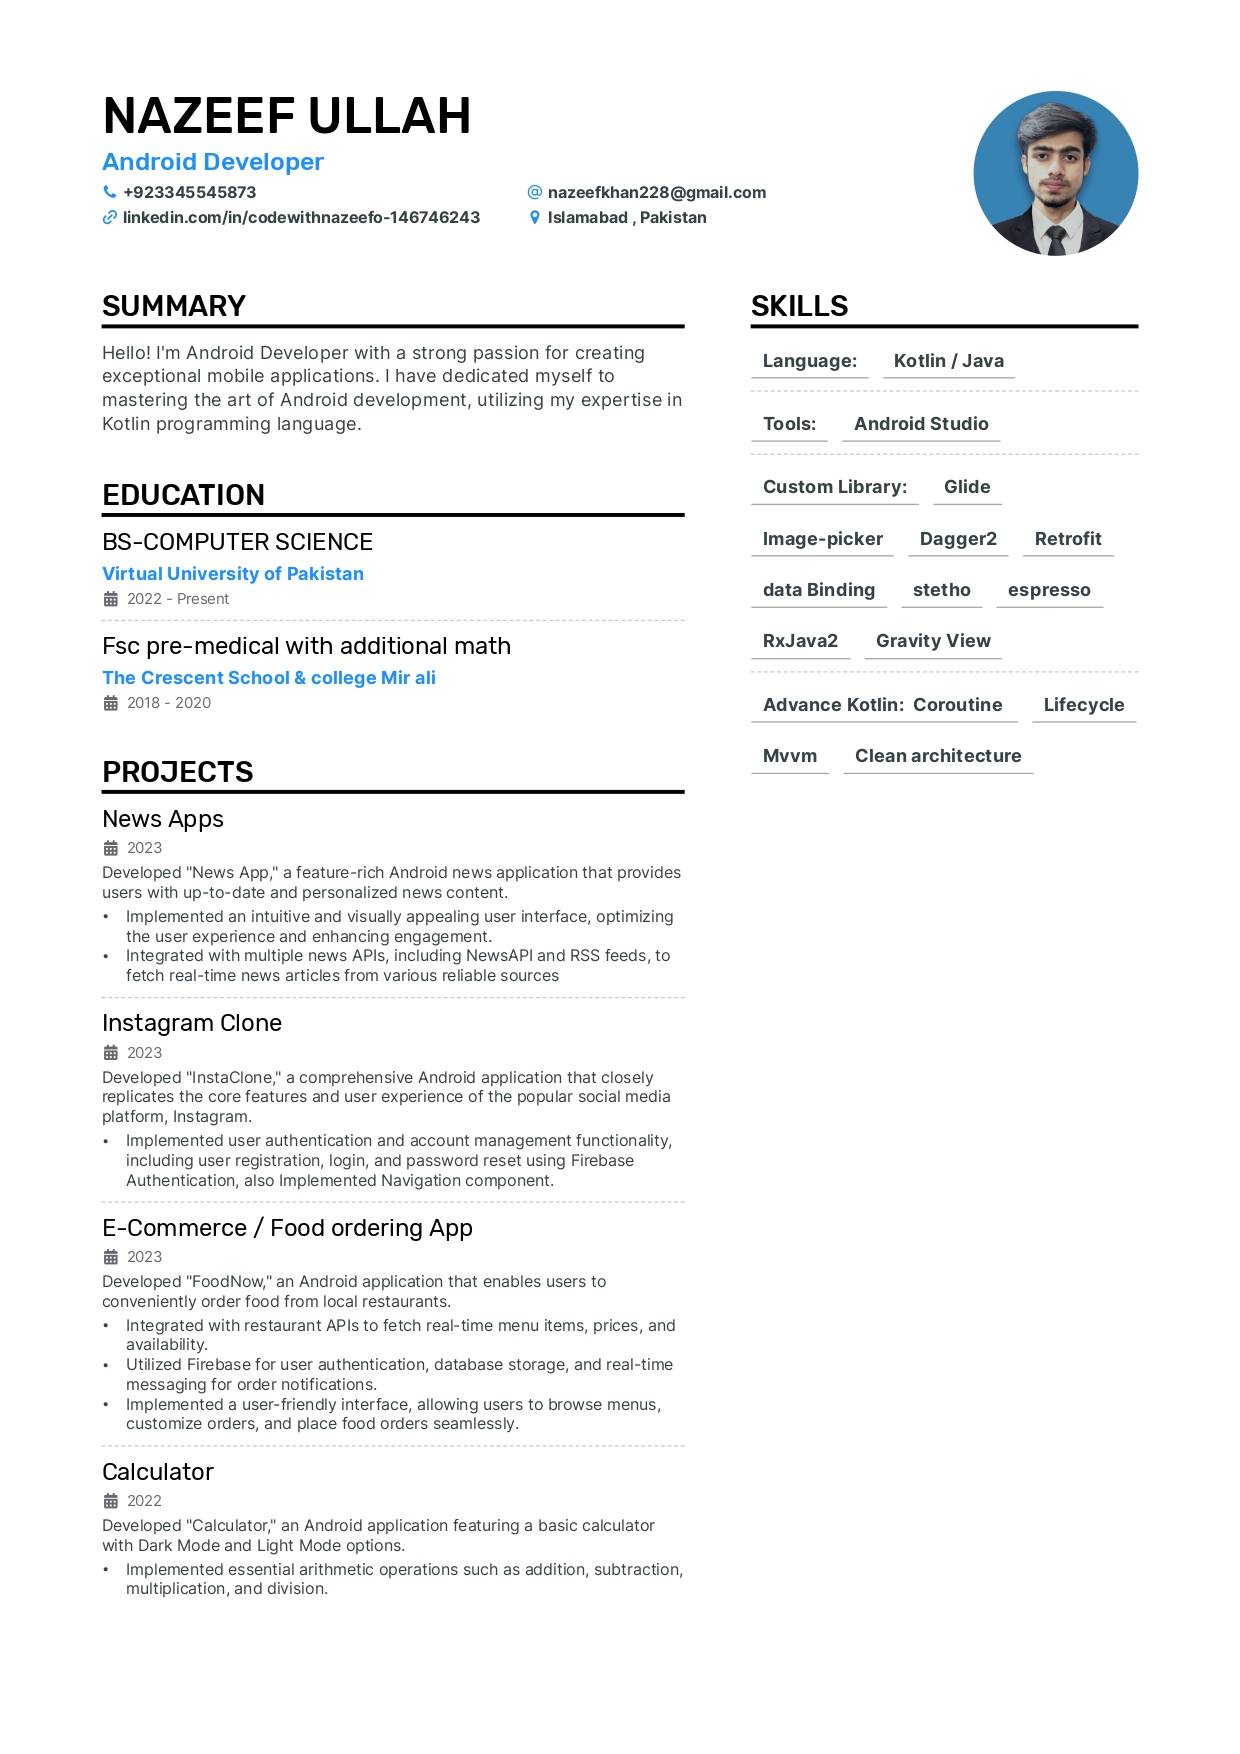 NAZEEF ULLAH
Android Developer
+923345545873
nazeefkhan228@gmail.com
linkedin.com/in/codewithnazeefo-146746243
Islamabad , Pakistan
SUMMARY
Hello! I'm Android Developer with a strong passion for creating
exceptional mobile applications. I have dedicated myself to
mastering the art of Android development, utilizing my expertise in
Kotlin programming language.
EDUCATION
BS-COMPUTER SCIENCE
Virtual University of Pakistan
2022 - Present
Fsc pre-medical with additional math
The Crescent School & college Mir ali
2018 - 2020
PROJECTS
News Apps
2023
Developed "News App," a feature-rich Android news application that provides
users with up-to-date and personalized news content.
• Implemented an intuitive and visually appealing user interface, optimizing
the user experience and enhancing engagement.
• Integrated with multiple news APIs, including NewsAPI and RSS feeds, to
fetch real-time news articles from various reliable sources
Instagram Clone
2023
Developed "InstaClone," a comprehensive Android application that closely
replicates the core features and user experience of the popular social media
platform, Instagram.
• Implemented user authentication and account management functionality,
including user registration, login, and password reset using Firebase
Authentication, also Implemented Navigation component.
E-Commerce / Food ordering App
2023
Developed "FoodNow," an Android application that enables users to
conveniently order food from local restaurants.
• Integrated with restaurant APIs to fetch real-time menu items, prices, and
availability.
• Utilized Firebase for user authentication, database storage, and real-time
messaging for order notifications.
• Implemented a user-friendly interface, allowing users to browse menus,
customize orders, and place food orders seamlessly.
Calculator
2022
Developed "Calculator," an Android application featuring a basic calculator
with Dark Mode and Light Mode options.
• Implemented essential arithmetic operations such as addition, subtraction,
multiplication, and division.
SKILLS
Language: Kotlin / Java
Tools: Android Studio
Custom Library: Glide
Image-picker Dagger2 Retrofit
data Binding stetho espresso
RxJava2 Gravity View
Advance Kotlin: Coroutine Lifecycle
Mvvm Clean architecture